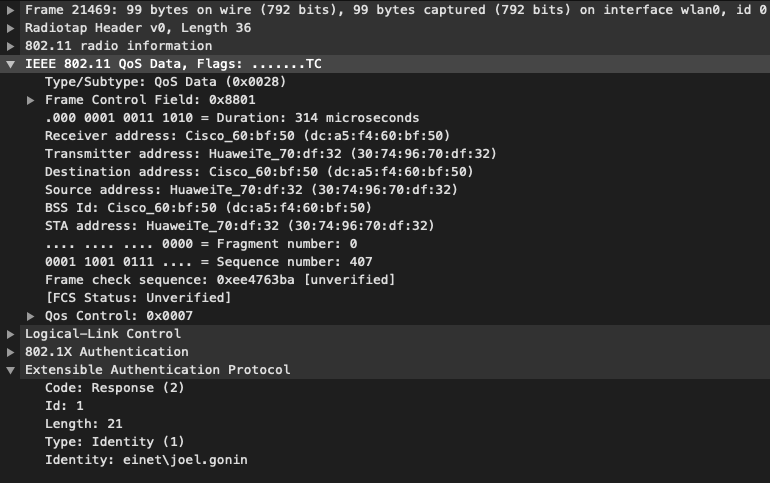 Frame 21469: 99 bytes on wire (792 bits), 99 bytes captured (792 bits) on interface wlan0, id 0
Radiotap Header v0, Length 36
802.11 radio information
IEEE 802.11 QoS Data, Flags: .......TC
Type/Subtype: QoS Data (0x0028)
Frame Control Field: 0x8801
.000 0001 0011 1010 = Duration: 314 microseconds
Receiver address: Cisco_60:bf:50 (dc:a5:f4:60:bf:50)
Transmitter address: HuaweiTe_70:df:32 (30:74:96:70:df:32)
Destination address: Cisco_60:bf:50 (dc:a5:f4:60:bf:50)
Source address: HuaweiTe_70:df:32 (30:74:96:70:df:32)
BSS Id: Cisco_60:bf:50 (dc:a5:f4:60:bf:50)
STA address: HuaweiTe_70:df:32 (30:74:96:70:df:32)
.... .... .... 0000 = Fragment number: 0
0001 1001 0111 .... = Sequence number: 407
Frame check sequence: 0xee4763ba [unverified]
[FCS Status: Unverified]
Qos Control: 0x0007
Logical-Link Control
802.1X Authentication
Extensible Authentication Protocol
Code: Response (2)
Id: 1
Length: 21
Type: Identity (1)
Identity: einet\joel.gonin